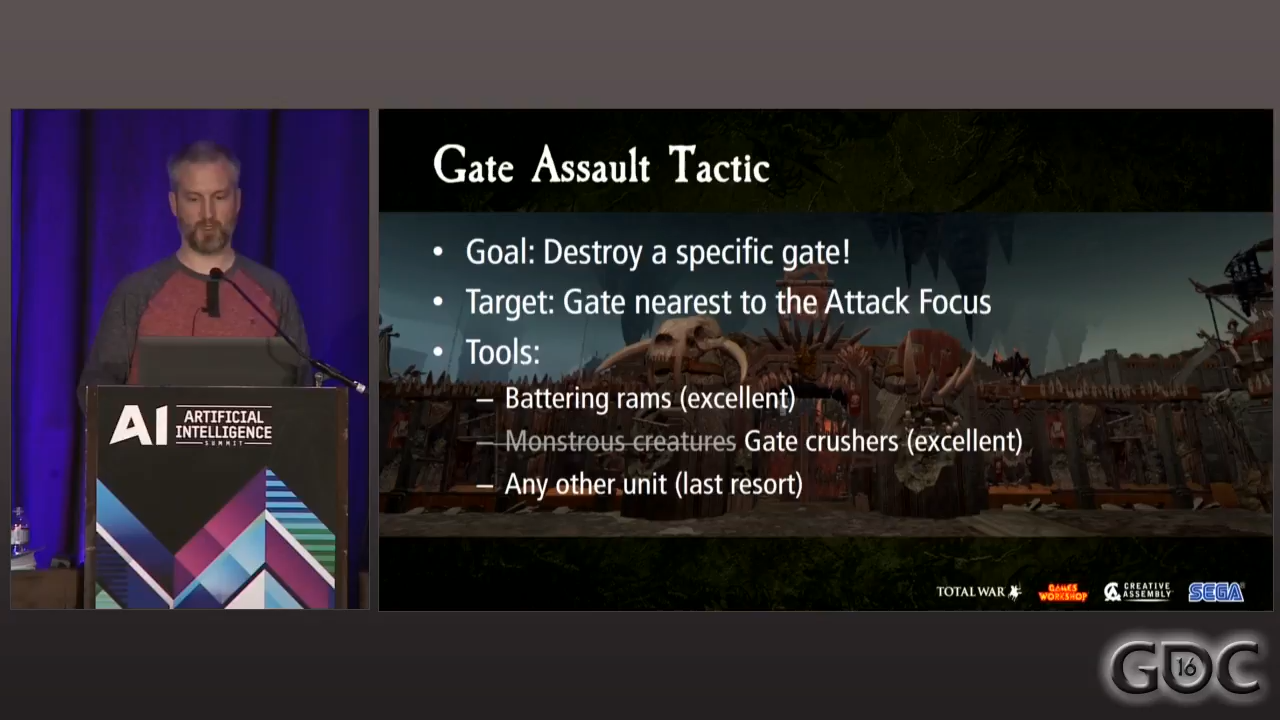 Gate Assault Tactic
• Goal: Destroy a specific gate!
• Target: Gate nearest to the Attack Focus
• Tools:
– Battering rams (excellent)
– Monstrous creatures Gate crushers (excellent)
– Any other unit (last resort)
AI ARTIFICIAL
INTELLIGENCE
SUMMIT
TOTAL WAR
GAMES
WORKSHOP
CREATIVE
ASSEMBLY
SEGA
GDC
16